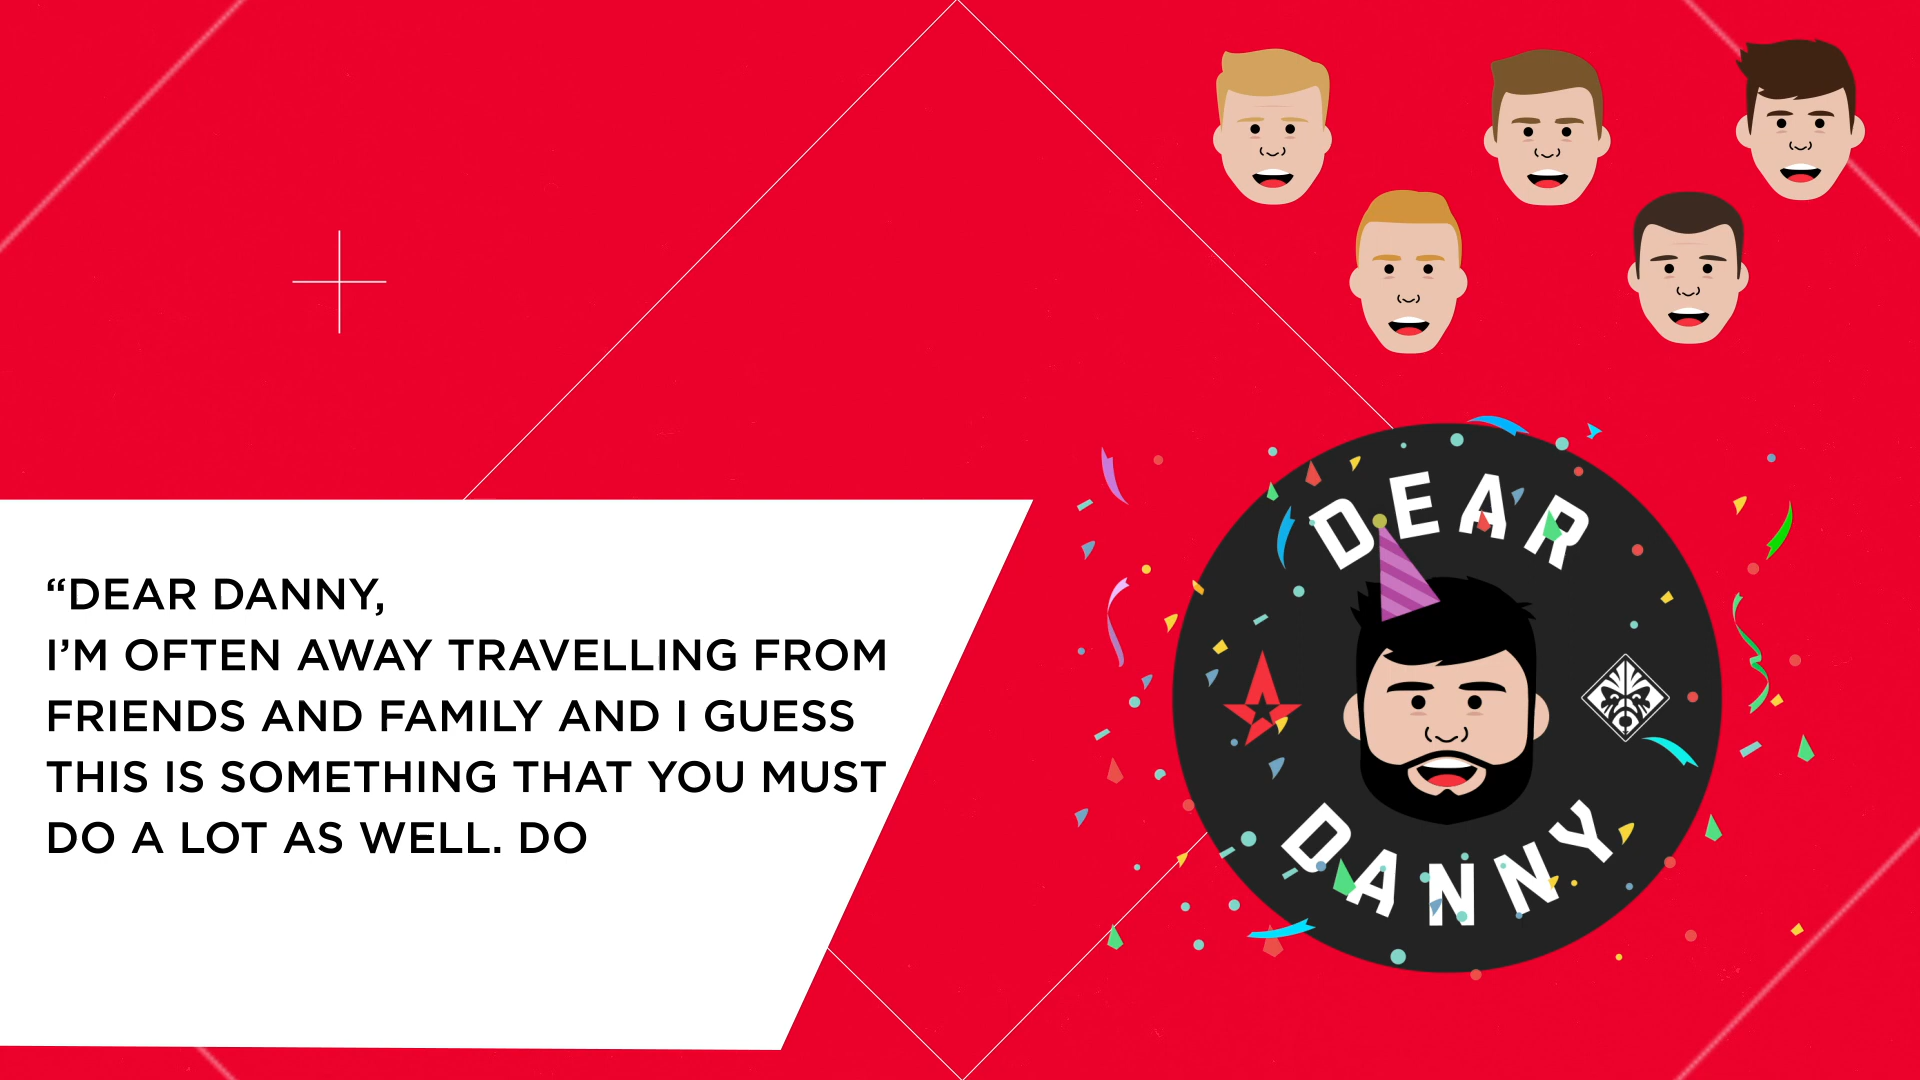 “DEAR DANNY,
I’M OFTEN AWAY TRAVELLING FROM
FRIENDS AND FAMILY AND I GUESS
THIS IS SOMETHING THAT YOU MUST
DO A LOT AS WELL. DO
DEAR
DANNY